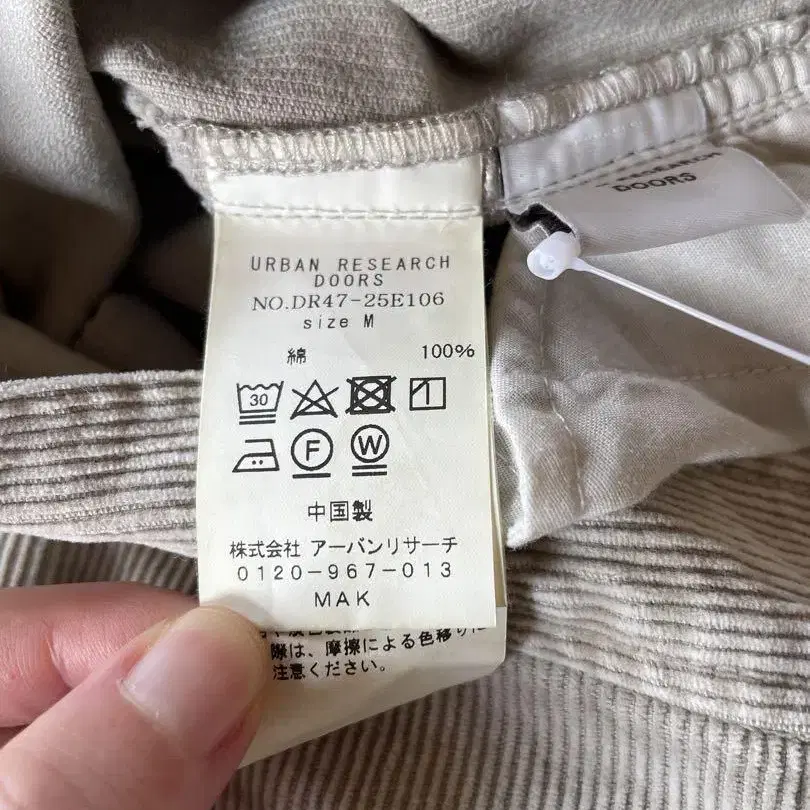 RESEARCH
DOORS
URBAN RESEARCH
DOORS
NO.DR47-25E106
size M
綿 100%
30
F W
中国製
株式会社 アーバンリサーチ
0120-967-013
MAK
際は、摩擦による色移りに
注意ください。